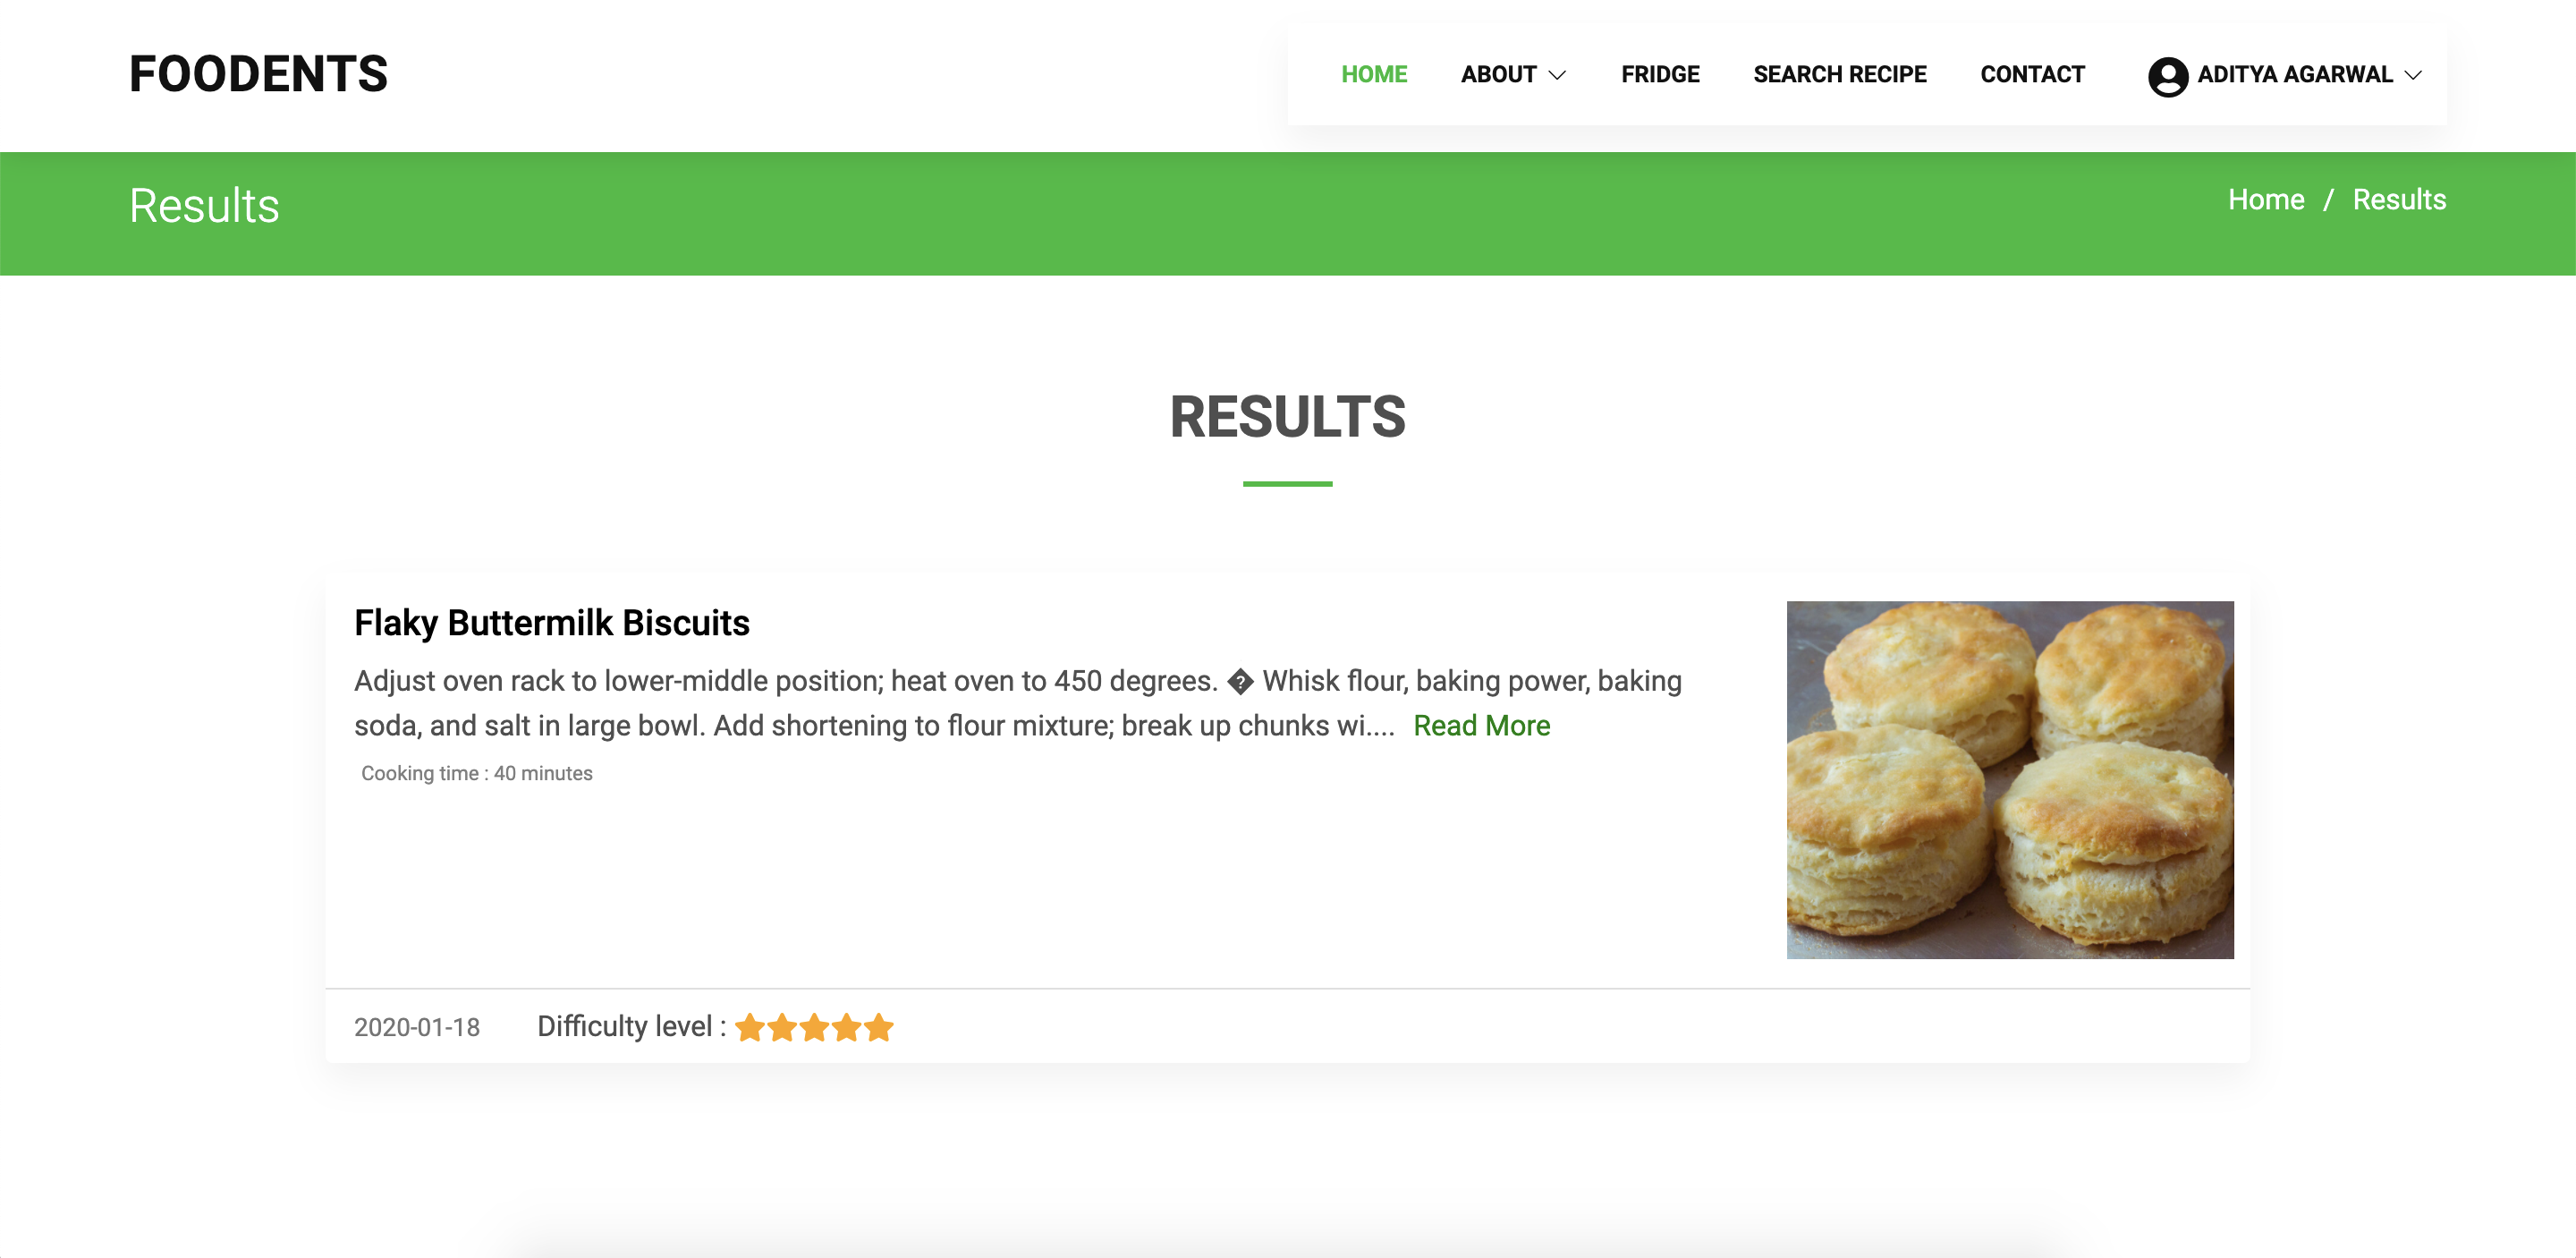 FOODENTS
HOME ABOUT FRIDGE SEARCH RECIPE CONTACT ADITYA AGARWAL
Results
Home / Results
RESULTS
Flaky Buttermilk Biscuits
Adjust oven rack to lower-middle position; heat oven to 450 degrees. � Whisk flour, baking power, baking
soda, and salt in large bowl. Add shortening to flour mixture; break up chunks wi.... Read More
Cooking time : 40 minutes
2020-01-18 Difficulty level :